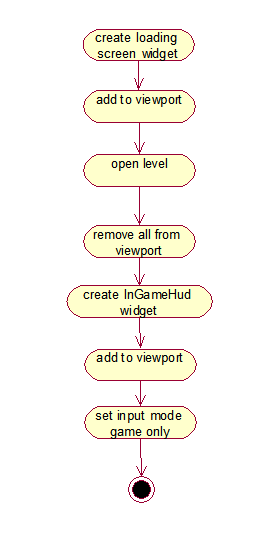 create loading
screen widget
add to viewport
open level
remove all from
viewport
create InGameHud
widget
add to viewport
set input mode
game only